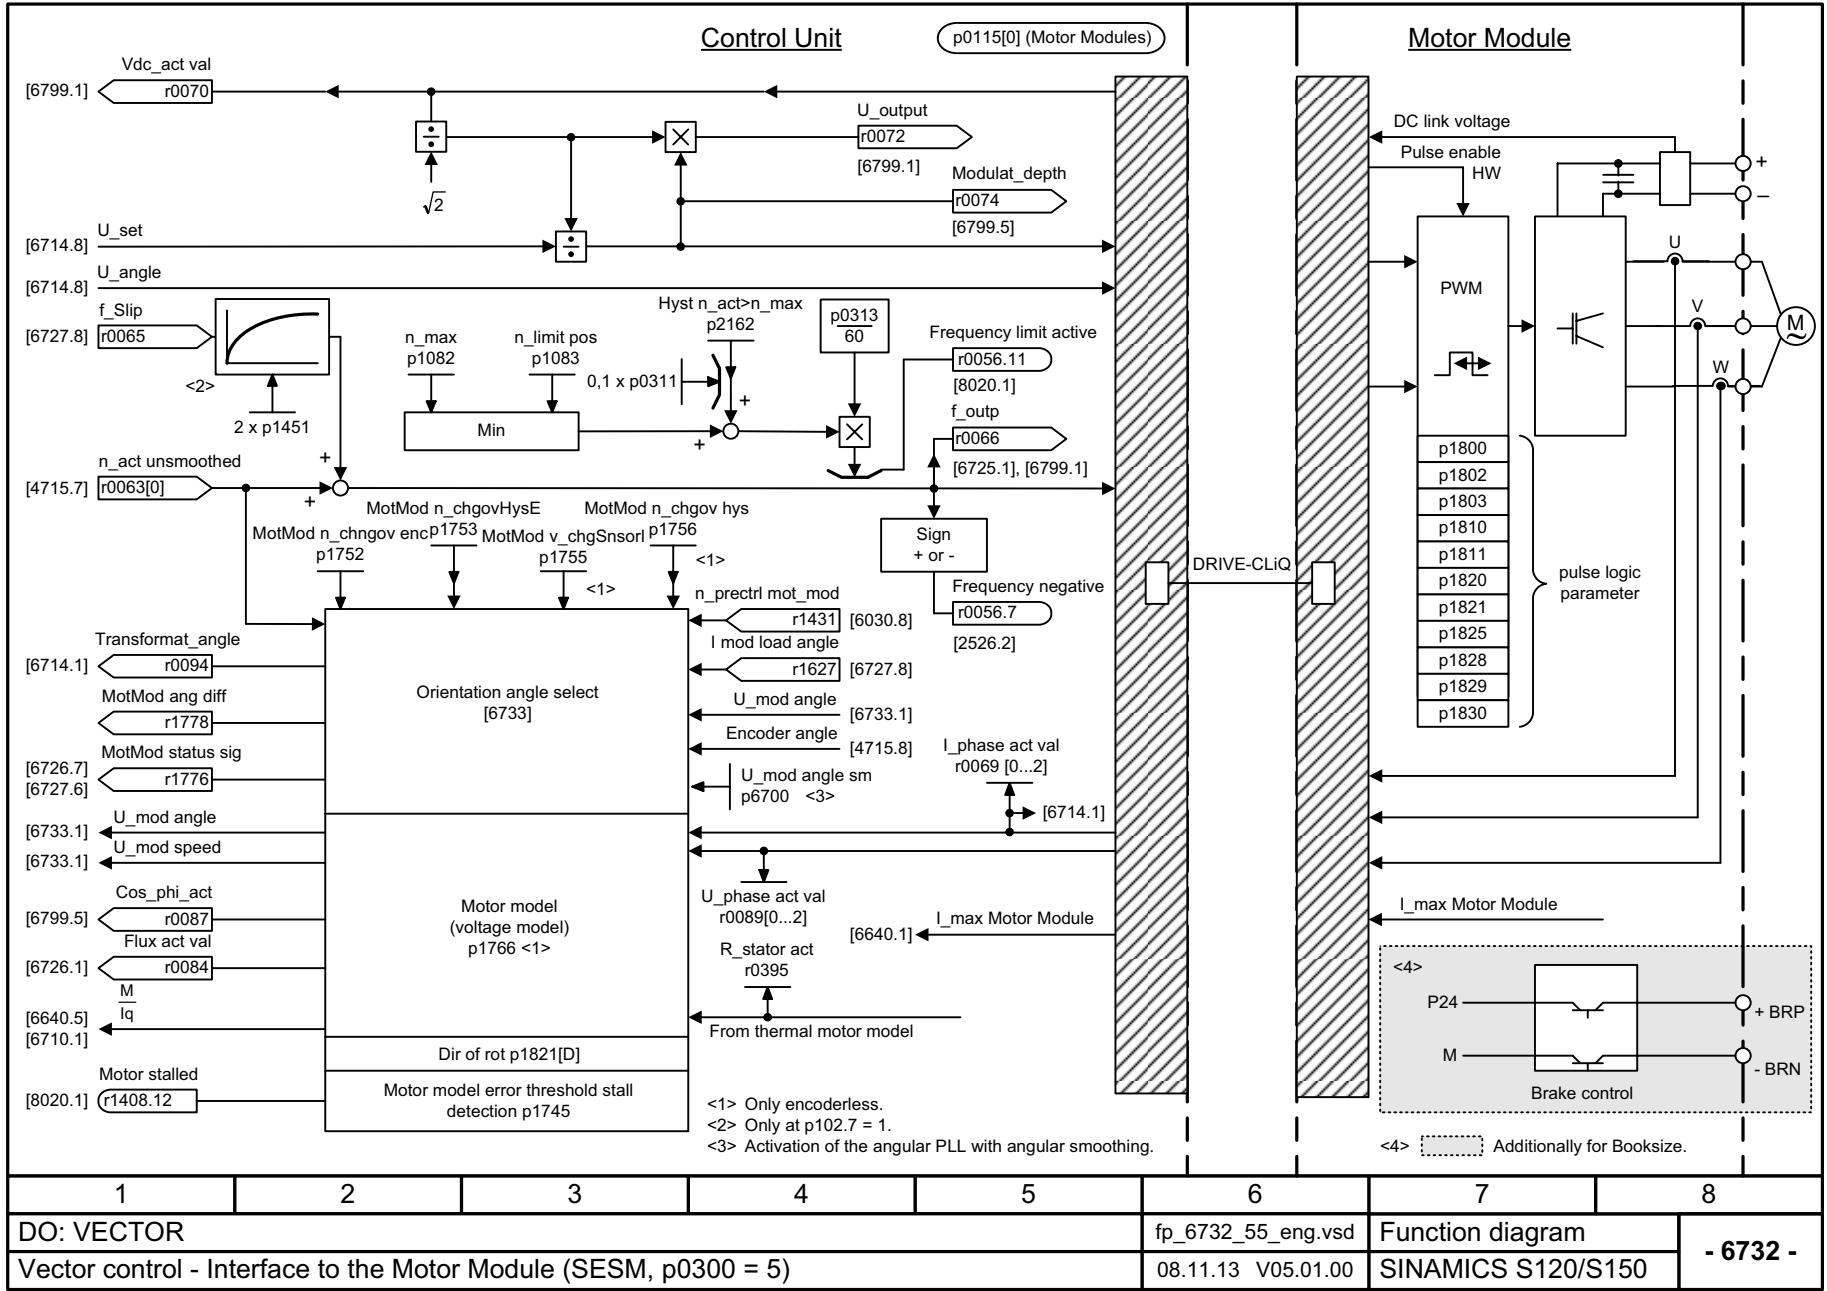 Control Unit
p0115[0] (Motor Modules)
Motor Module
Vdc_act val
[6799.1]
r0070
÷
√2
×
U_output
r0072
[6799.1]
Modulat_depth
r0074
[6799.5]
U_set
[6714.8]
÷
U_angle
[6714.8]
f_Slip
[6727.8]
r0065
<2>
2 x p1451
n_max
p1082
n_limit pos
p1083
Min
Hyst n_act>n_max
p2162
0,1 x p0311
+
+
p0313
60
×
Frequency limit active
r0056.11
[8020.1]
f_outp
r0066
[6725.1], [6799.1]
n_act unsmoothed
[4715.7]
r0063[0]
+
+
Sign
+ or -
Frequency negative
r0056.7
[2526.2]
MotMod n_chgovHysE
p1753
MotMod n_chgov hys
p1756
<1>
MotMod n_chngov enc
p1752
MotMod v_chgSnsorl
p1755
<1>
n_prectrl mot_mod
r1431
[6030.8]
I mod load angle
r1627
[6727.8]
U_mod angle
[6733.1]
Encoder angle
[4715.8]
U_mod angle sm
p6700 <3>
Orientation angle select
[6733]
Transformat_angle
[6714.1]
r0094
MotMod ang diff
r1778
MotMod status sig
[6726.7]
[6727.6]
r1776
U_mod angle
[6733.1]
U_mod speed
[6733.1]
Cos_phi_act
[6799.5]
r0087
Flux act val
[6726.1]
r0084
M
Iq
[6640.5]
[6710.1]
Motor stalled
[8020.1]
r1408.12
Motor model
(voltage model)
p1766 <1>
Dir of rot p1821[D]
Motor model error threshold stall
detection p1745
I_phase act val
r0069 [0...2]
[6714.1]
U_phase act val
r0089[0...2]
I_max Motor Module
[6640.1]
R_stator act
r0395
From thermal motor model
<1> Only encoderless.
<2> Only at p102.7 = 1.
<3> Activation of the angular PLL with angular smoothing.
DRIVE-CLiQ
DC link voltage
Pulse enable
HW
+
–
PWM
U
V
W
M
~
p1800
p1802
p1803
p1810
p1811
p1820
p1821
p1825
p1828
p1829
p1830
pulse logic
parameter
I_max Motor Module
<4>
P24
M
+ BRP
- BRN
Brake control
<4> Additionally for Booksize.
1 2 3 4 5 6 7 8
DO: VECTOR
fp_6732_55_eng.vsd
Function diagram
- 6732 -
Vector control - Interface to the Motor Module (SESM, p0300 = 5)
08.11.13 V05.01.00
SINAMICS S120/S150